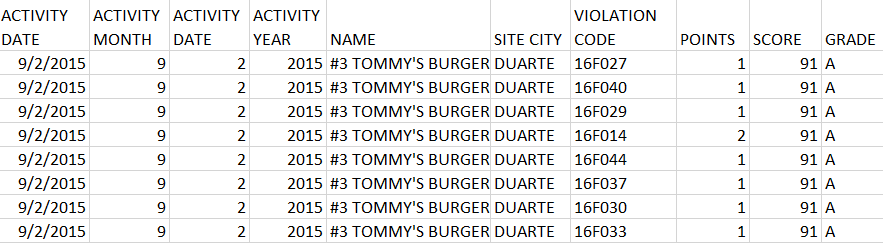 ACTIVITY DATE ACTIVITY MONTH ACTIVITY DATE ACTIVITY YEAR NAME SITE CITY VIOLATION CODE POINTS SCORE GRADE
9/2/2015 9 2 2015 #3 TOMMY'S BURGER DUARTE 16F027 1 91 A
9/2/2015 9 2 2015 #3 TOMMY'S BURGER DUARTE 16F040 1 91 A
9/2/2015 9 2 2015 #3 TOMMY'S BURGER DUARTE 16F029 1 91 A
9/2/2015 9 2 2015 #3 TOMMY'S BURGER DUARTE 16F014 2 91 A
9/2/2015 9 2 2015 #3 TOMMY'S BURGER DUARTE 16F044 1 91 A
9/2/2015 9 2 2015 #3 TOMMY'S BURGER DUARTE 16F037 1 91 A
9/2/2015 9 2 2015 #3 TOMMY'S BURGER DUARTE 16F030 1 91 A
9/2/2015 9 2 2015 #3 TOMMY'S BURGER DUARTE 16F033 1 91 A